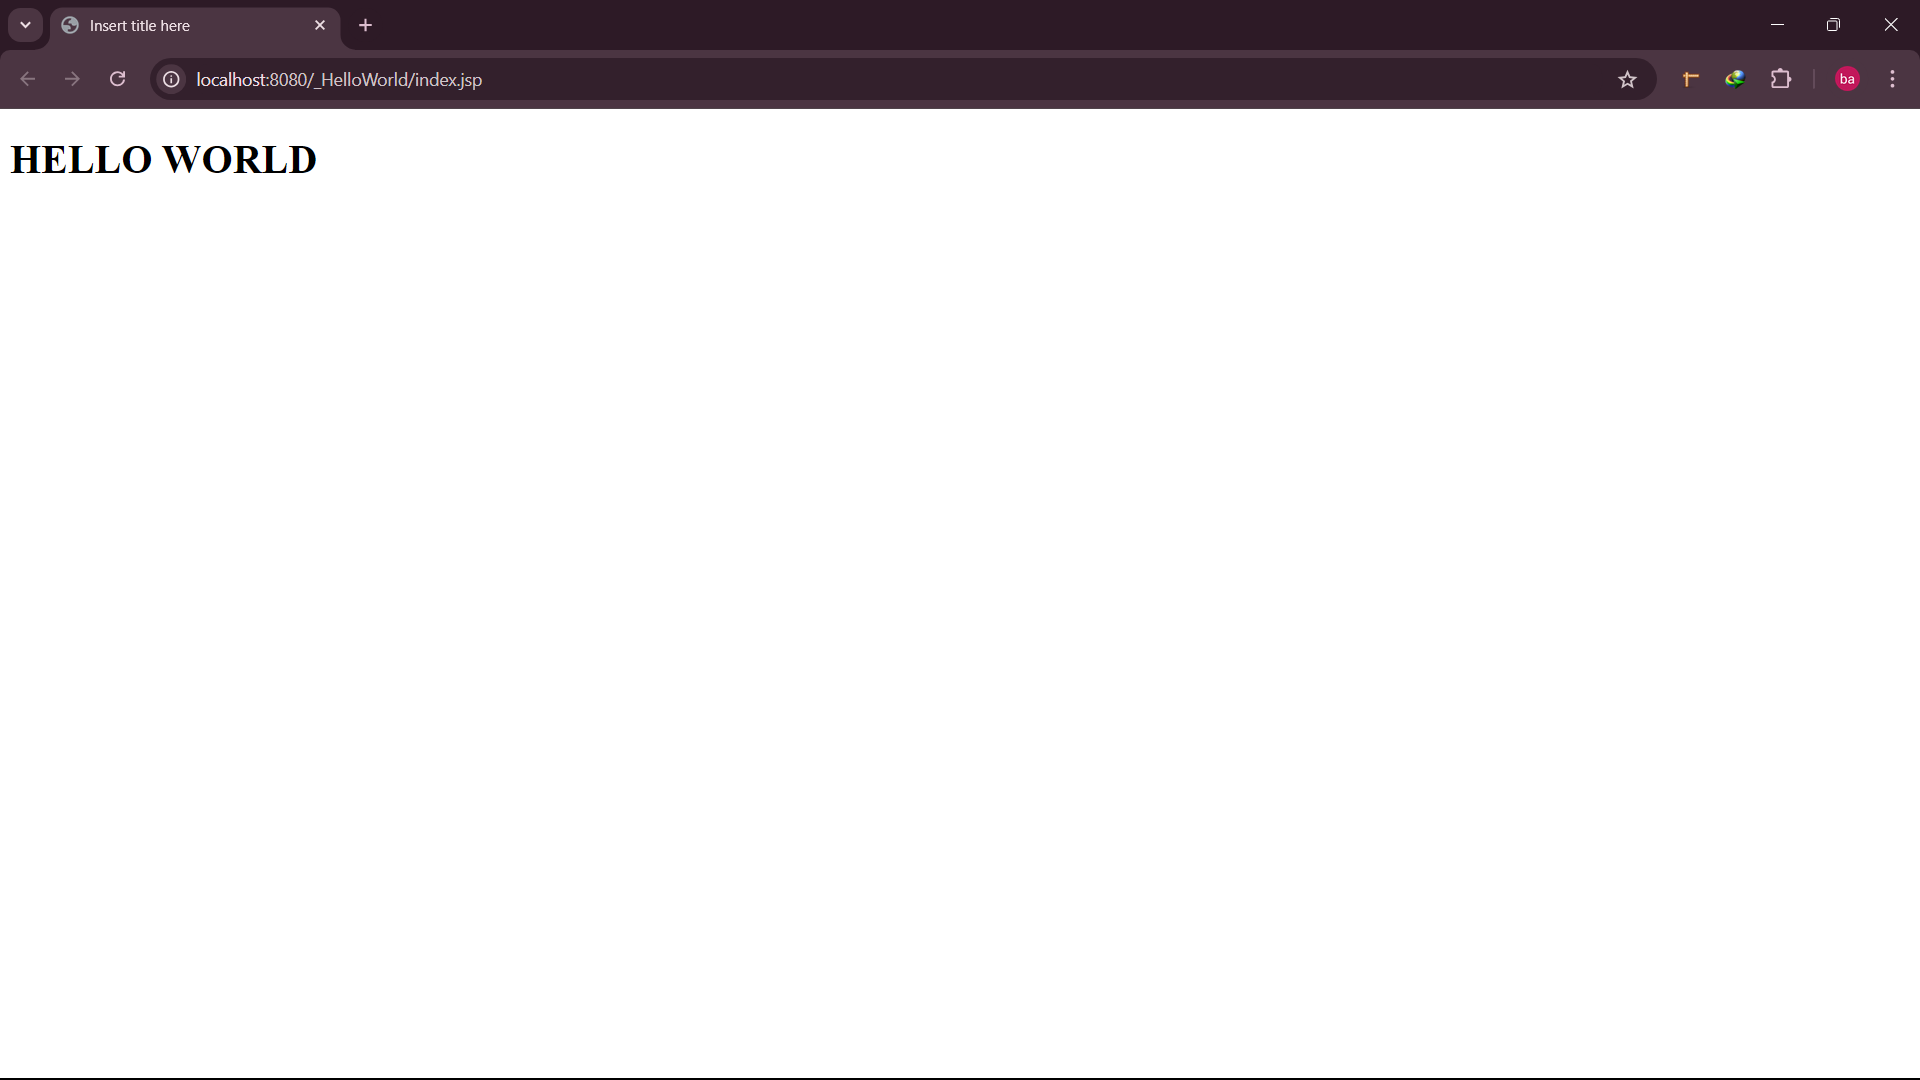 Insert title here
localhost:8080/_HelloWorld/index.jsp
ba
HELLO WORLD